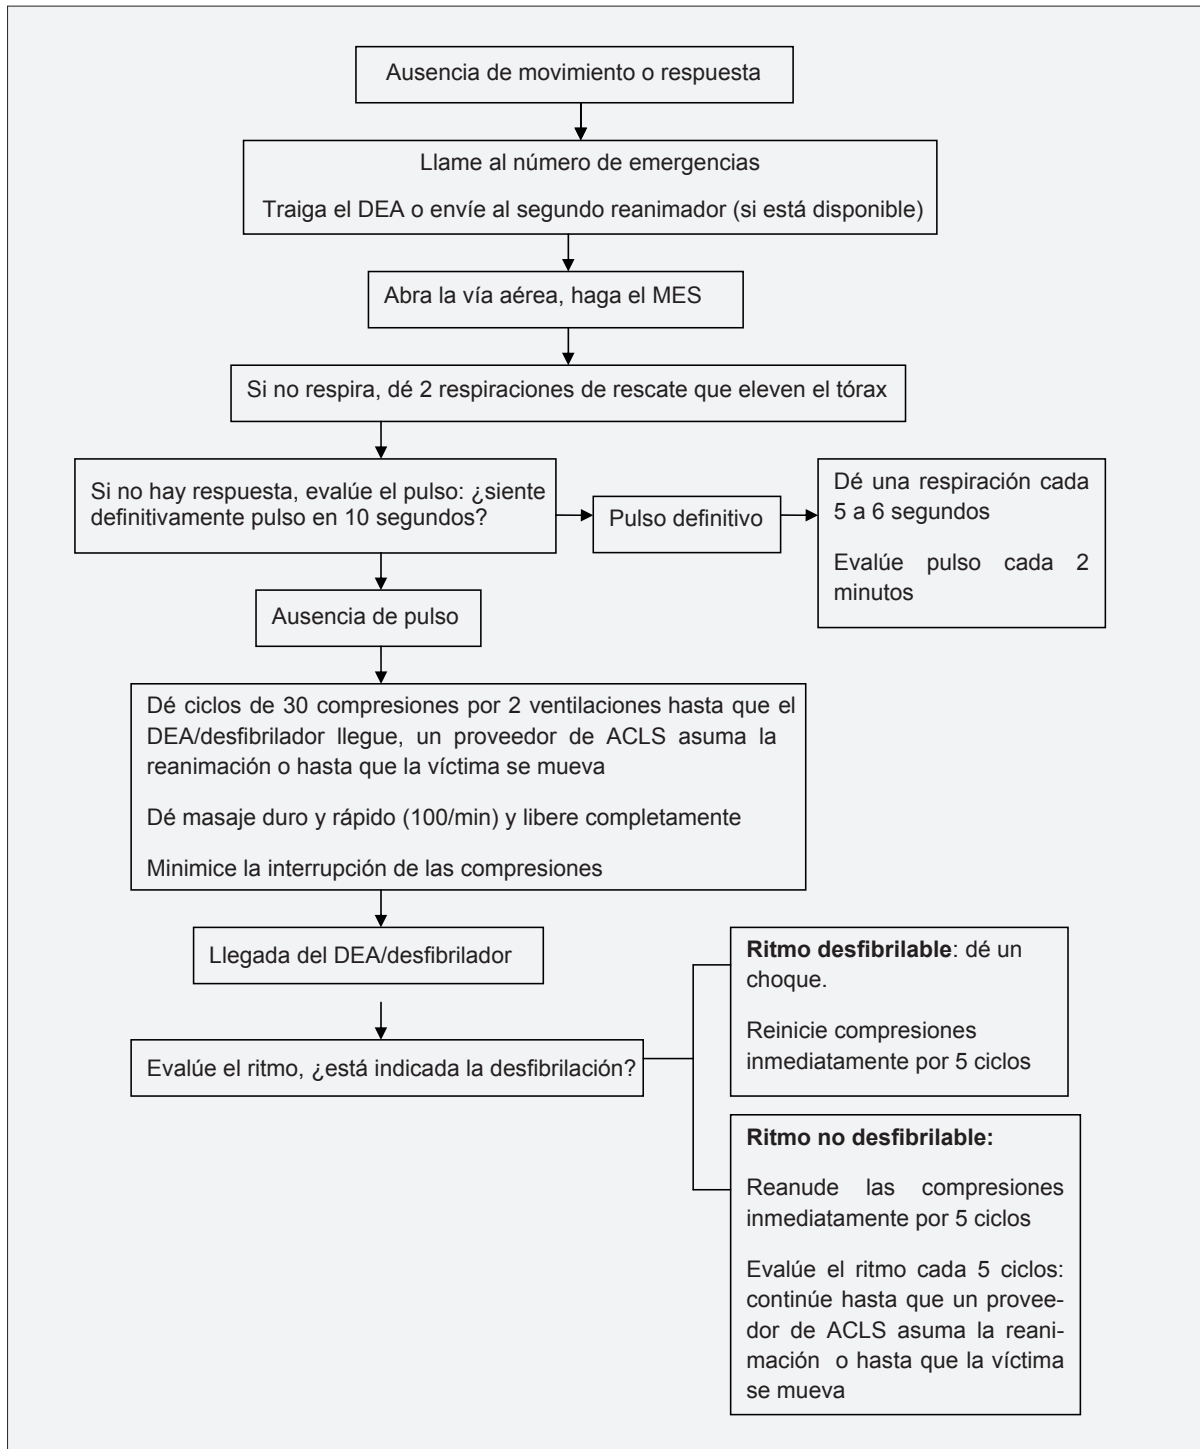 Ausencia de movimiento o respuesta
Llame al número de emergencias
Traiga el DEA o envíe al segundo reanimador (si está disponible)
Abra la vía aérea, haga el MES
Si no respira, dé 2 respiraciones de rescate que eleven el tórax
Si no hay respuesta, evalúe el pulso: ¿siente
definitivamente pulso en 10 segundos?
Pulso definitivo
Dé una respiración cada
5 a 6 segundos
Evalúe pulso cada 2
minutos
Ausencia de pulso
Dé ciclos de 30 compresiones por 2 ventilaciones hasta que el
DEA/desfibrilador llegue, un proveedor de ACLS asuma la
reanimación o hasta que la víctima se mueva
Dé masaje duro y rápido (100/min) y libere completamente
Minimice la interrupción de las compresiones
Llegada del DEA/desfibrilador
Evalúe el ritmo, ¿está indicada la desfibrilación?
Ritmo desfibrilable: dé un
choque.
Reinicie compresiones
inmediatamente por 5 ciclos
Ritmo no desfibrilable:
Reanude las compresiones
inmediatamente por 5 ciclos
Evalúe el ritmo cada 5 ciclos:
continúe hasta que un provee-
dor de ACLS asuma la reani-
mación o hasta que la víctima
se mueva